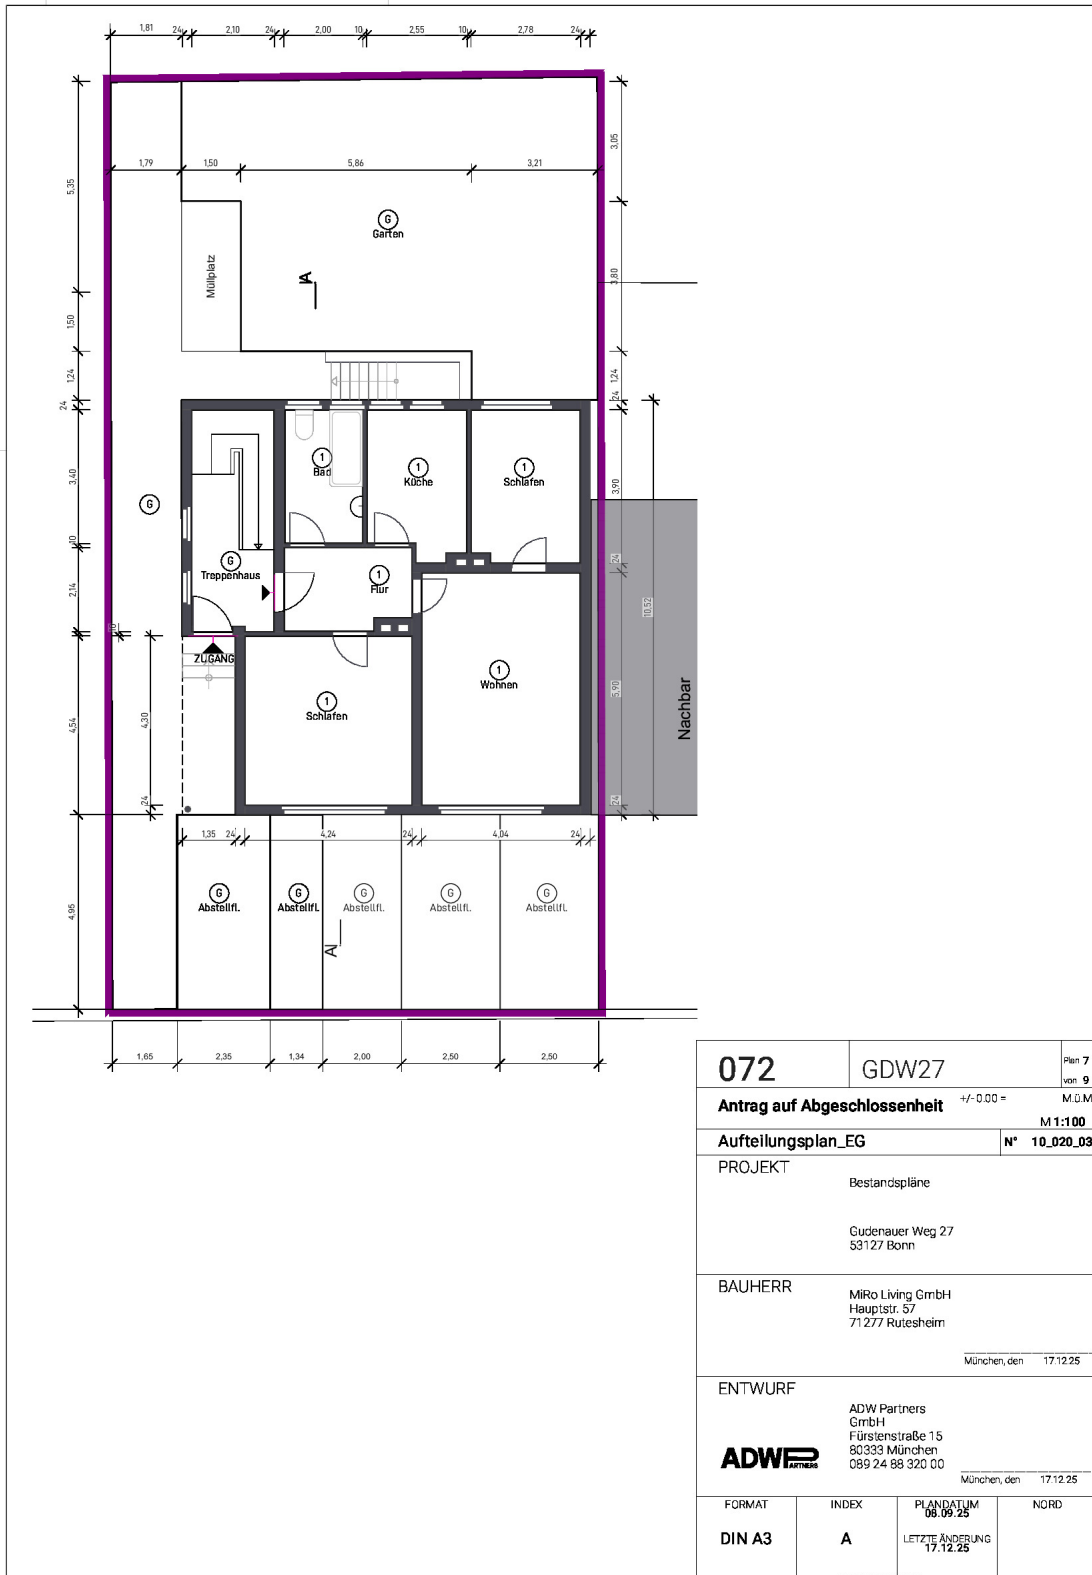 1,81 24 2,10 24 2,00 10 2,55 10 2,78 24
5,35
1,50
1,24
24
3,40
10
2,14
4,54
4,95
3,05
3,80
1,24
24
3,90
24
5,90
24
10,52
1,79 1,50 5,86 3,21
G
Garten
Müllplatz
A
1
Bad
1
Küche
1
Schlafen
G
G
Treppenhaus
1
Flur
10
ZUGANG
1
Wohnen
1
Schlafen
4,30
24
Nachbar
1,35 24 4,24 24 4,04 24
G
Abstellfl.
G
Abstellfl.
G
Abstellfl.
G
Abstellfl.
G
Abstellfl.
A
1,65 2,35 1,34 2,00 2,50 2,50
072 GDW27 Plan 7
von 9
Antrag auf Abgeschlossenheit +/- 0.00 = M.Ü.M
M 1:100
Aufteilungsplan_EG N° 10_020_03
PROJEKT
Bestandspläne
Gudenauer Weg 27
53127 Bonn
BAUHERR
MiRo Living GmbH
Hauptstr. 57
71277 Rutesheim
München, den 17.12.25
ENTWURF
ADW Partners
GmbH
Fürstenstraße 15
80333 München
089 24 88 320 00
ADWP
ARTNERS
München, den 17.12.25
FORMAT INDEX PLANDATUM NORD
08.09.25
DIN A3 A LETZTE ÄNDERUNG
17.12.25